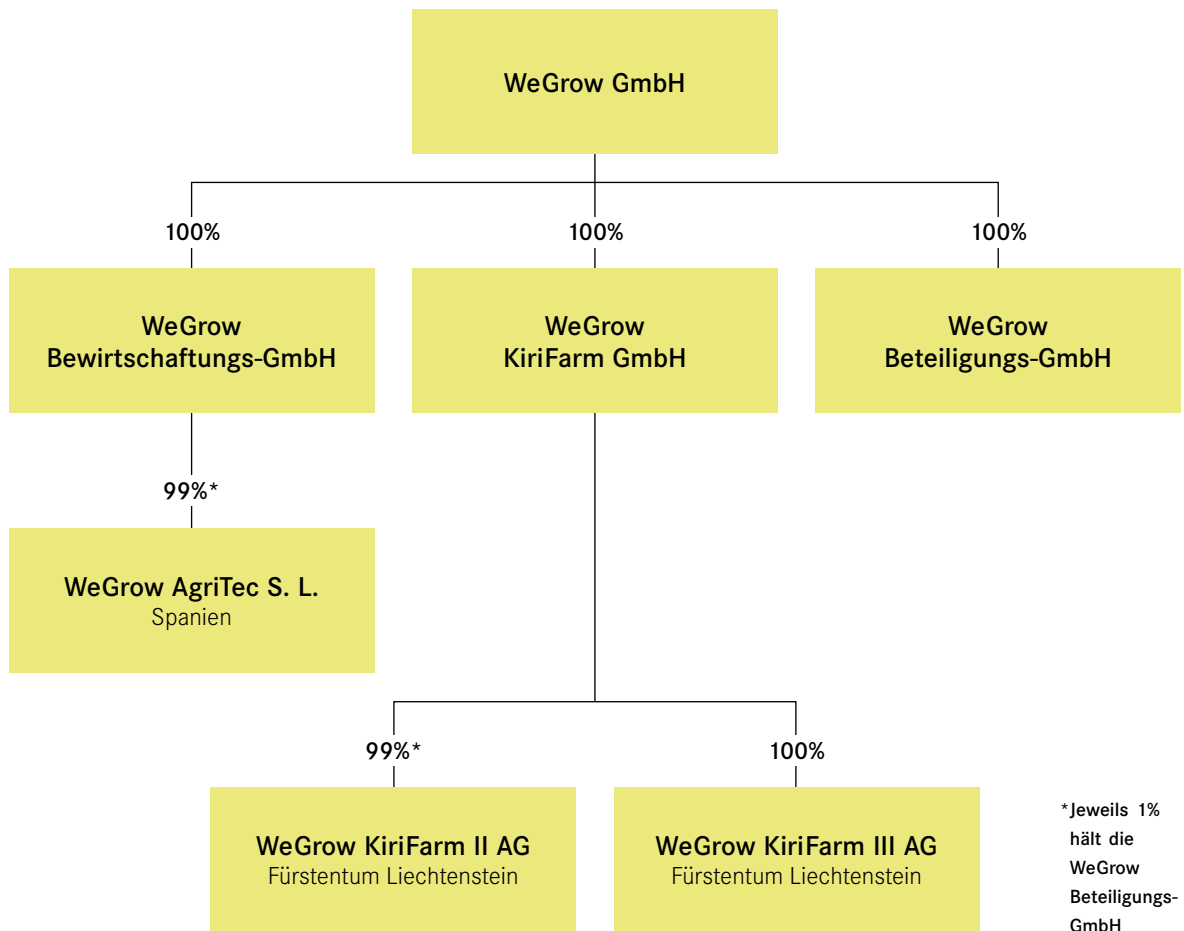 WeGrow GmbH
100%
100%
100%
WeGrow
Bewirtschaftungs-GmbH
WeGrow
KiriFarm GmbH
WeGrow
Beteiligungs-GmbH
99%*
WeGrow AgriTec S. L.
Spanien
99%*
100%
WeGrow KiriFarm II AG
Fürstentum Liechtenstein
WeGrow KiriFarm III AG
Fürstentum Liechtenstein
*Jeweils 1%
hält die
WeGrow
Beteiligungs-
GmbH